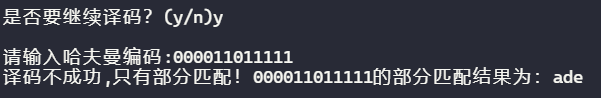 是否要继续译码? (y/n)y
请输入哈夫曼编码:000011011111
译码不成功,只有部分匹配! 000011011111的部分匹配结果为: ade